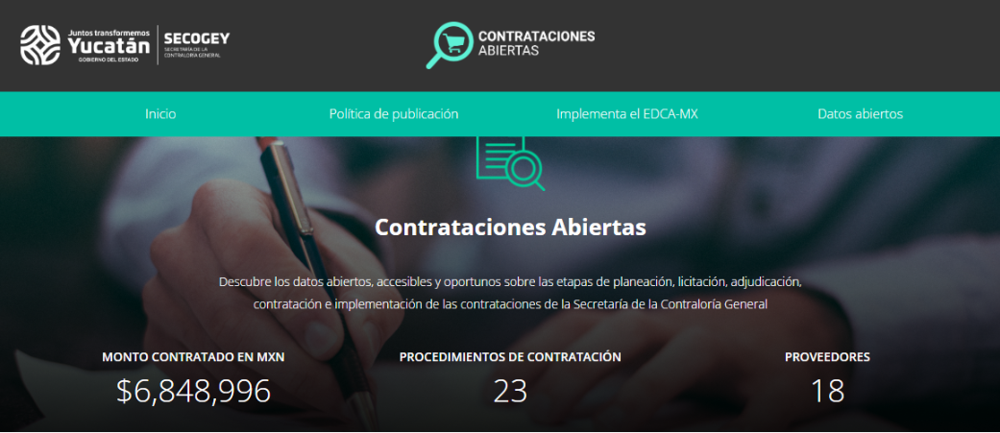 Juntos transformemos
Yucatán
GOBIERNO DEL ESTADO
SECOGEY
SECRETARÍA DE LA
CONTRALORÍA GENERAL
CONTRATACIONES
ABIERTAS
Inicio
Política de publicación
Implementa el EDCA-MX
Datos abiertos
Contrataciones Abiertas
Descubre los datos abiertos, accesibles y oportunos sobre las etapas de planeación, licitación, adjudicación,
contratación e implementación de las contrataciones de la Secretaría de la Contraloría General
MONTO CONTRATADO EN MXN
$6,848,996
PROCEDIMIENTOS DE CONTRATACIÓN
23
PROVEEDORES
18